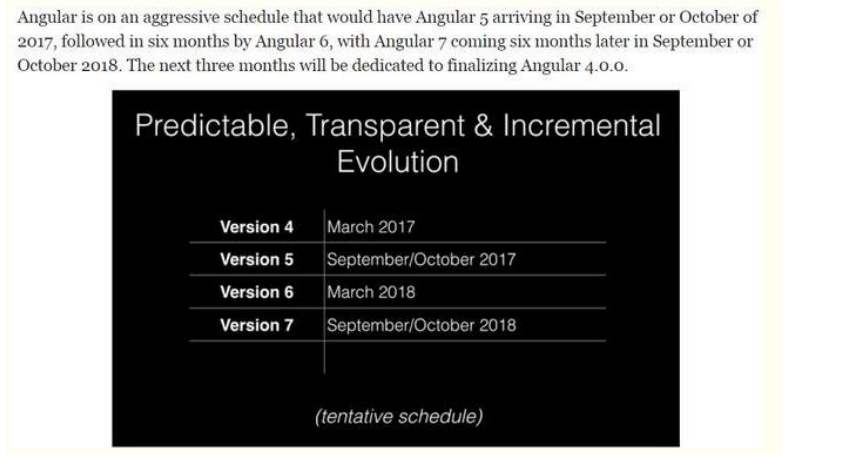 Angular is on an aggressive schedule that would have Angular 5 arriving in September or October of
2017, followed in six months by Angular 6, with Angular 7 coming six months later in September or
October 2018. The next three months will be dedicated to finalizing Angular 4.0.0.
Predictable, Transparent & Incremental
Evolution
Version 4 March 2017
Version 5 September/October 2017
Version 6 March 2018
Version 7 September/October 2018
(tentative schedule)